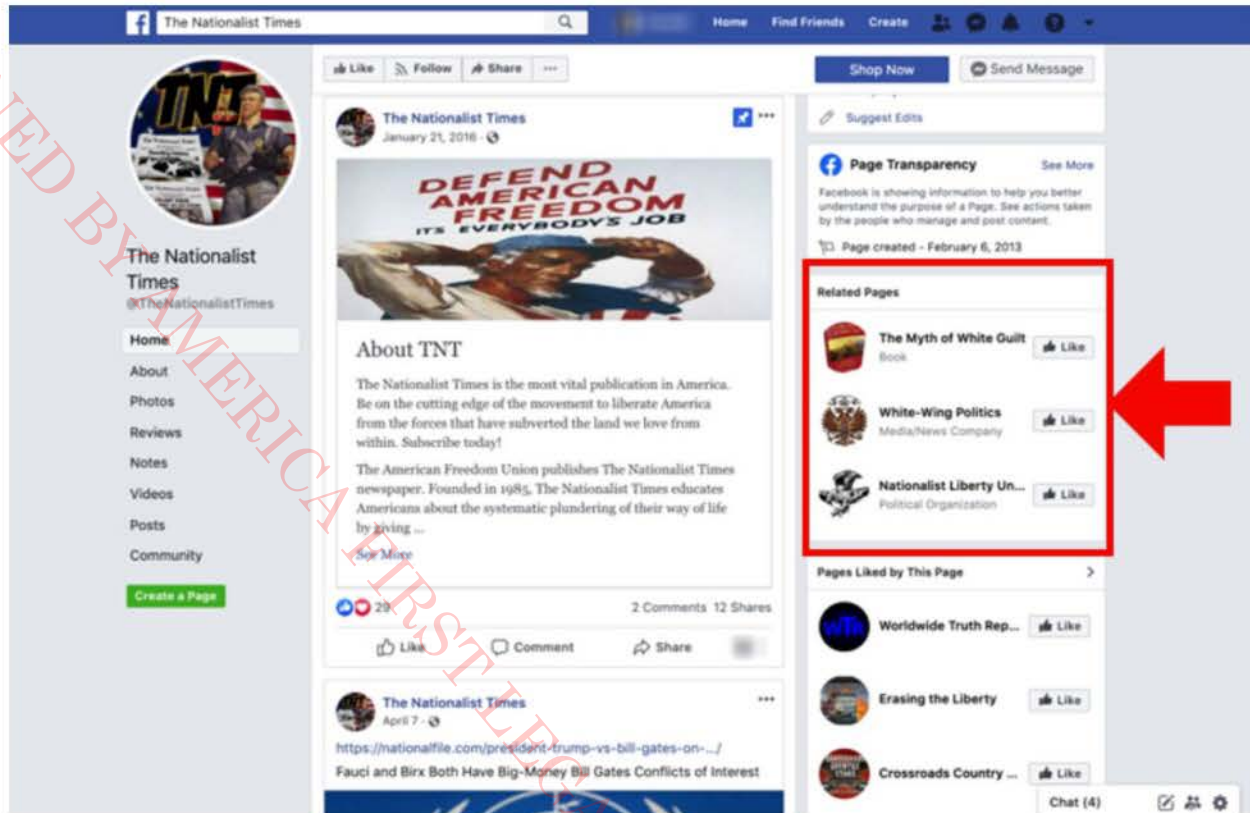 The Nationalist Times
Home Find Friends Create
Like Follow Share ...
Shop Now Send Message
TNT
The Nationalist
Times
@TheNationalistTimes
Home
About
Photos
Reviews
Notes
Videos
Posts
Community
Create a Page
The Nationalist Times
January 21, 2016 ·
DEFEND
AMERICAN
FREEDOM
ITS EVERYBODY'S JOB
About TNT
The Nationalist Times is the most vital publication in America.
Be on the cutting edge of the movement to liberate America
from the forces that have subverted the land we love from
within. Subscribe today!
The American Freedom Union publishes The Nationalist Times
newspaper. Founded in 1985, The Nationalist Times educates
Americans about the systematic plundering of their way of life
by giving ...
See More
29 2 Comments 12 Shares
Like Comment Share
The Nationalist Times
April 7 ·
https://nationalfile.com/president-trump-vs-bill-gates-on-.../
Fauci and Birx Both Have Big-Money Bill Gates Conflicts of Interest
Suggest Edits
Page Transparency See More
Facebook is showing information to help you better
understand the purpose of a Page. See actions taken
by the people who manage and post content.
Page created - February 6, 2013
Related Pages
The Myth of White Guilt Like
Book
White-Wing Politics Like
Media/News Company
Nationalist Liberty Un... Like
Political Organization
Pages Liked by This Page
WTR
Worldwide Truth Rep... Like
Erasing the Liberty Like
Crossroads Country ... Like
Chat (4)
BY AMERICA FIRST